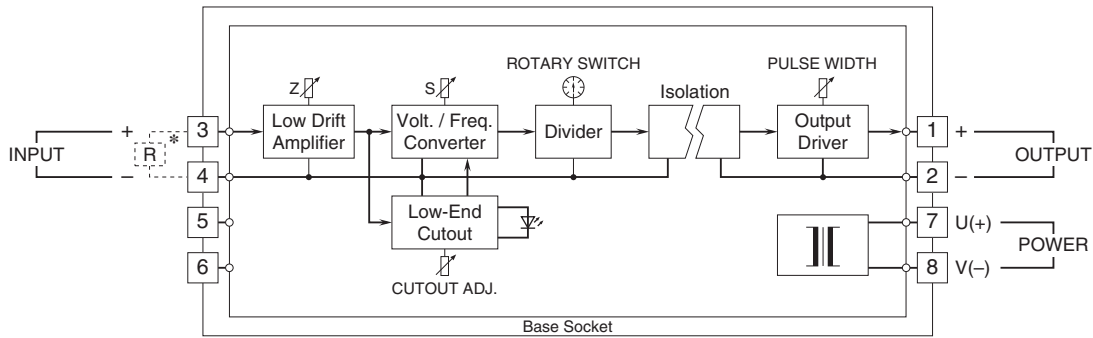 ROTARY SWITCH
PULSE WIDTH
Isolation
Z
S
3
Low Drift
Amplifier
Volt. / Freq.
Converter
Divider
Output
Driver
1
+
+
*
INPUT
R
OUTPUT
–
4
2
–
5
Low-End
Cutout
7
U(+)
POWER
6
8
V(–)
CUTOUT ADJ.
Base Socket